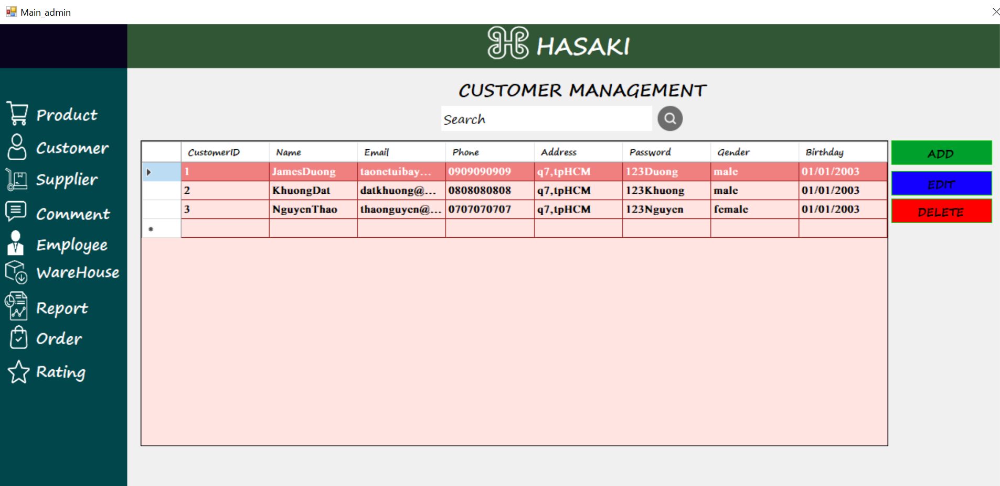 Main_admin
HASAKI
CUSTOMER MANAGEMENT
Search
Product
Customer
Supplier
Comment
Employee
WareHouse
Report
Order
Rating
CustomerID Name Email Phone Address Password Gender Birthday
1 JamesDuong taonetuibay... 0909090909 q7,tpHCM 123Duong male 01/01/2003
2 KhuongDat datkhuong@... 0808080808 q7,tpHCM 123Khuong male 01/01/2003
3 NguyenThao thaonguyen@... 0707070707 q7,tpHCM 123Nguyen female 01/01/2003
ADD
EDIT
DELETE